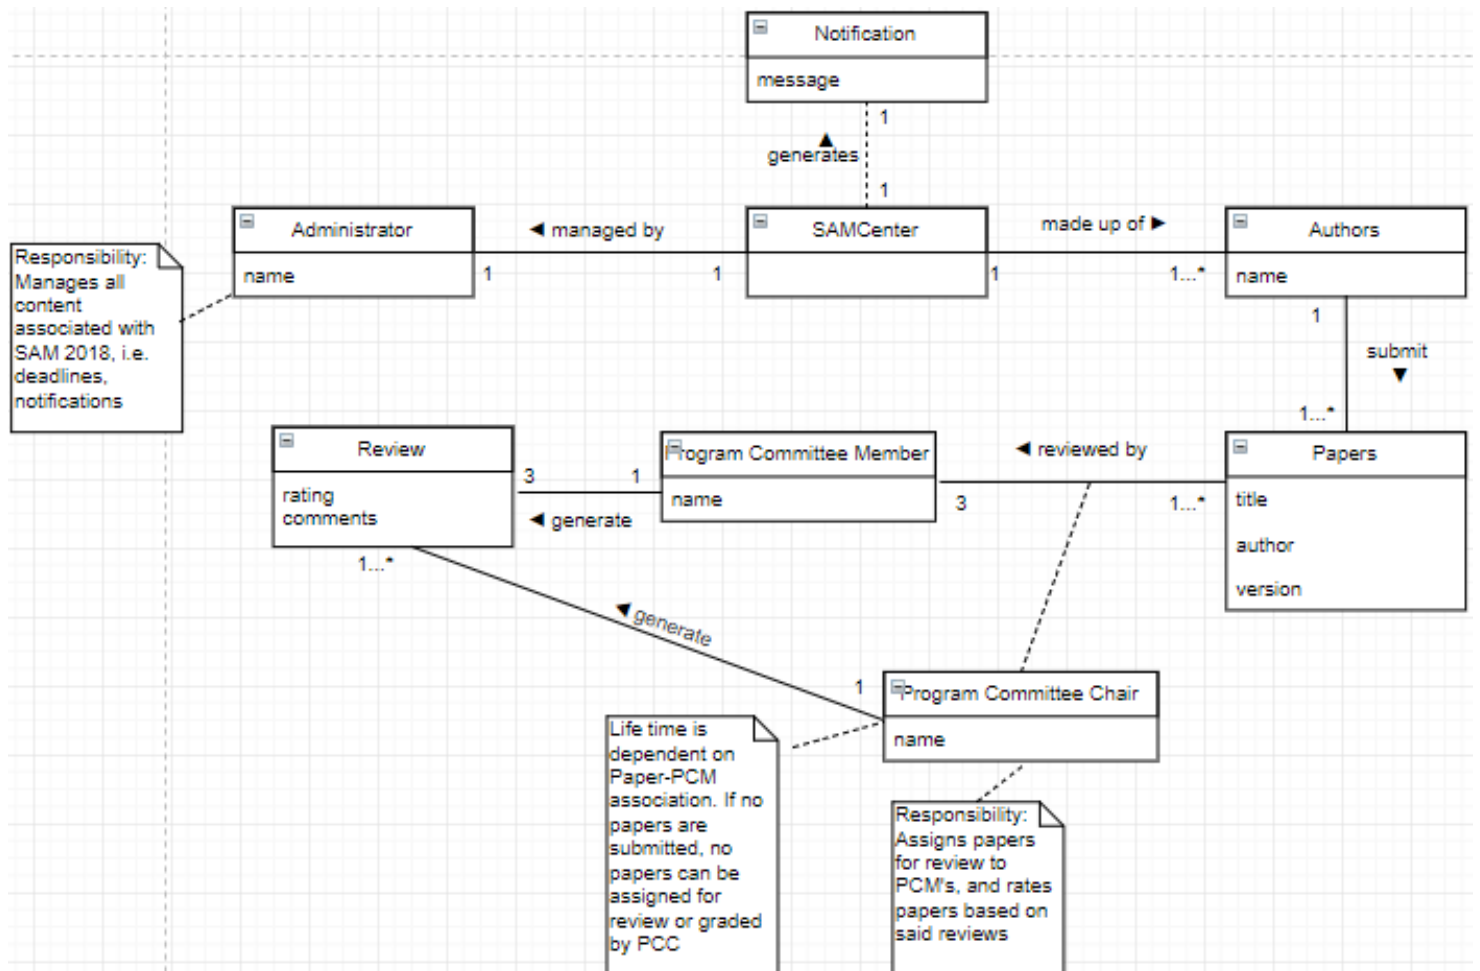 Notification
message
1
▲
generates
1
Administrator
name
◄ managed by
1
1
SAMCenter
made up of ►
1
1...*
Authors
name
1
submit
▼
1...*
Responsibility:
Manages all
content
associated with
SAM 2018, i.e.
deadlines,
notifications
Review
rating
comments
3
1
◄ generate
1...*
Program Committee Member
name
◄ reviewed by
3
1...*
Papers
title
author
version
◄ generate
1
Program Committee Chair
name
Life time is
dependent on
Paper-PCM
association. If no
papers are
submitted, no
papers can be
assigned for
review or graded
by PCC
Responsibility:
Assigns papers
for review to
PCM's, and rates
papers based on
said reviews